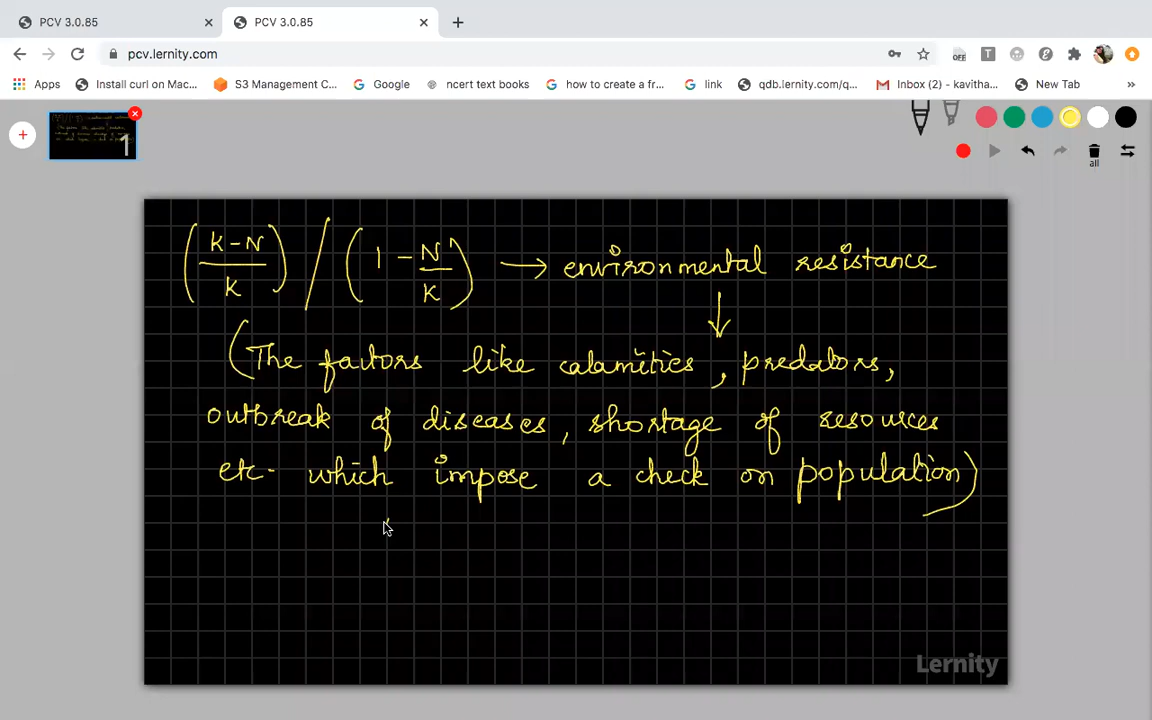 PCV 3.0.85
PCV 3.0.85
pcv.lernity.com
OFF
T
Apps
Install curl on Mac...
S3 Management C...
Google
ncert text books
how to create a fr...
link
qdb.lernity.com/q...
Inbox (2) - kavitha...
New Tab
»
1
all
(K-N/K) / (1 - N/K) → environmental resistance
(The factors like calamities, predators,
outbreak of diseases, shortage of resources
etc. which impose a check on population)
Lernity